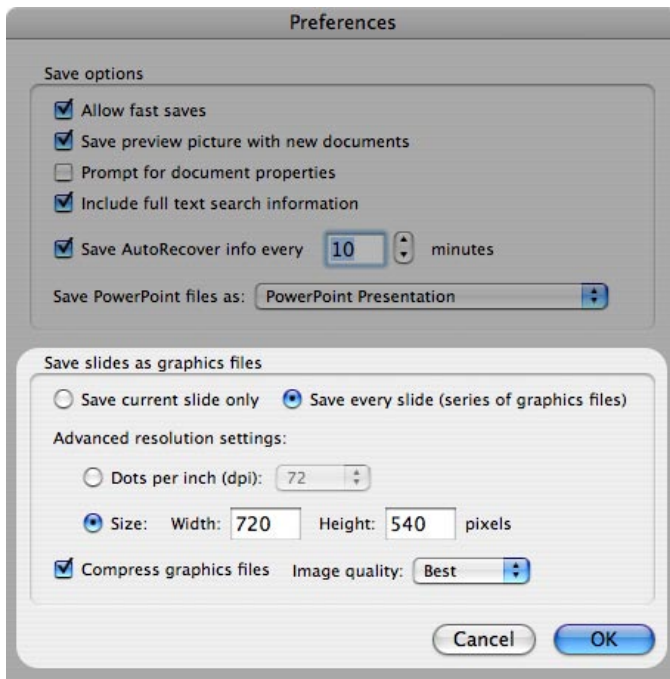 Preferences
Save options
Allow fast saves
Save preview picture with new documents
Prompt for document properties
Include full text search information
Save AutoRecover info every 10 minutes
Save PowerPoint files as: PowerPoint Presentation
Save slides as graphics files
Save current slide only Save every slide (series of graphics files)
Advanced resolution settings:
Dots per inch (dpi): 72
Size: Width: 720 Height: 540 pixels
Compress graphics files Image quality: Best
Cancel OK